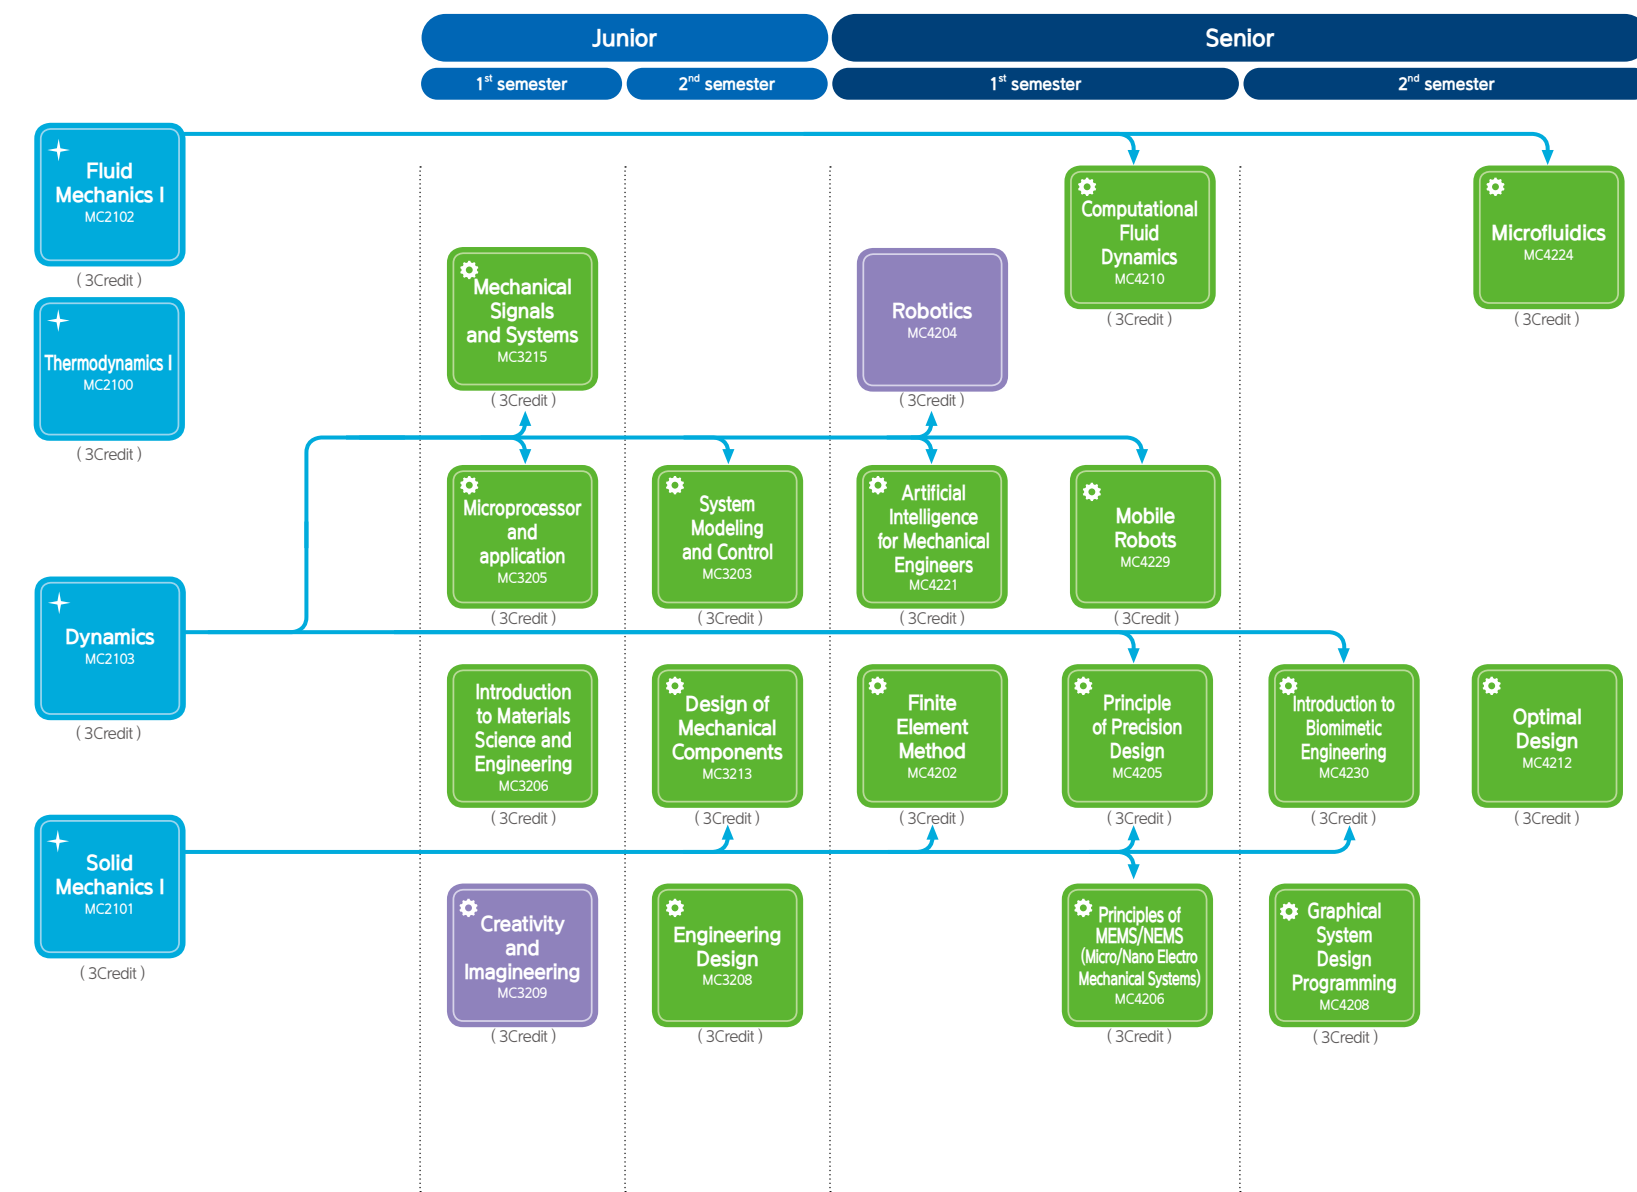 Junior
Senior
1st semester
2nd semester
1st semester
2nd semester
Fluid
Mechanics I
MC2102
( 3Credit )
Thermodynamics I
MC2100
( 3Credit )
Dynamics
MC2103
( 3Credit )
Solid
Mechanics I
MC2101
( 3Credit )
Mechanical
Signals
and Systems
MC3215
( 3Credit )
Microprocessor
and
application
MC3205
( 3Credit )
Introduction
to Materials
Science and
Engineering
MC3206
( 3Credit )
Creativity
and
Imagineering
MC3209
( 3Credit )
System
Modeling
and Control
MC3203
( 3Credit )
Design of
Mechanical
Components
MC3213
( 3Credit )
Engineering
Design
MC3208
( 3Credit )
Robotics
MC4204
( 3Credit )
Artificial
Intelligence
for Mechanical
Engineers
MC4221
( 3Credit )
Finite
Element
Method
MC4202
( 3Credit )
Computational
Fluid
Dynamics
MC4210
( 3Credit )
Mobile
Robots
MC4229
( 3Credit )
Principle
of Precision
Design
MC4205
( 3Credit )
Principles of
MEMS/NEMS
(Micro/Nano Electro
Mechanical Systems)
MC4206
( 3Credit )
Introduction to
Biomimetic
Engineering
MC4230
( 3Credit )
Graphical
System
Design
Programming
MC4208
( 3Credit )
Microfluidics
MC4224
( 3Credit )
Optimal
Design
MC4212
( 3Credit )